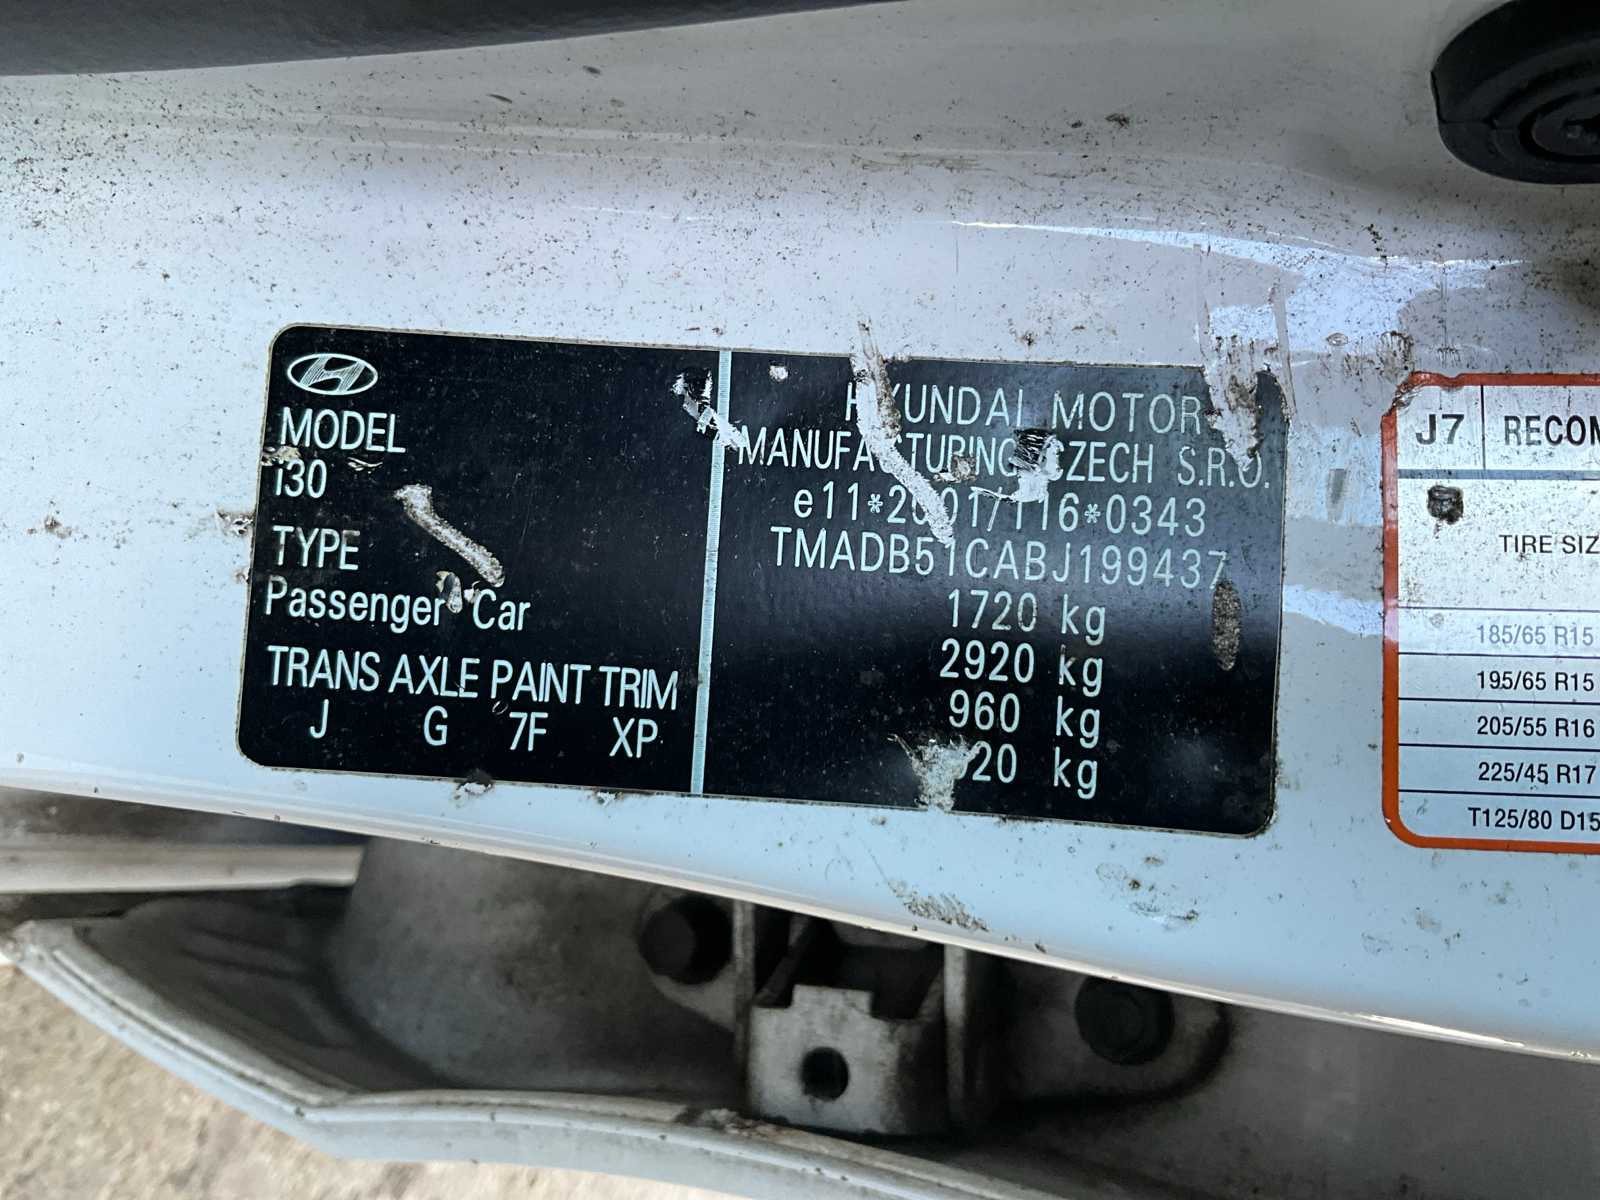 MODEL
i30
TYPE
Passenger Car
TRANS AXLE PAINT TRIM
J G 7F XP
HYUNDAI MOTOR
MANUFACTURING CZECH S.R.O.
e11*2001/116*0343
TMADB51CABJ199437
1720 kg
2920 kg
960 kg
kg
J7
TIRE
185/65 R15
195/65 R15
205/55 R16
225/45 R17
T125/80 D15